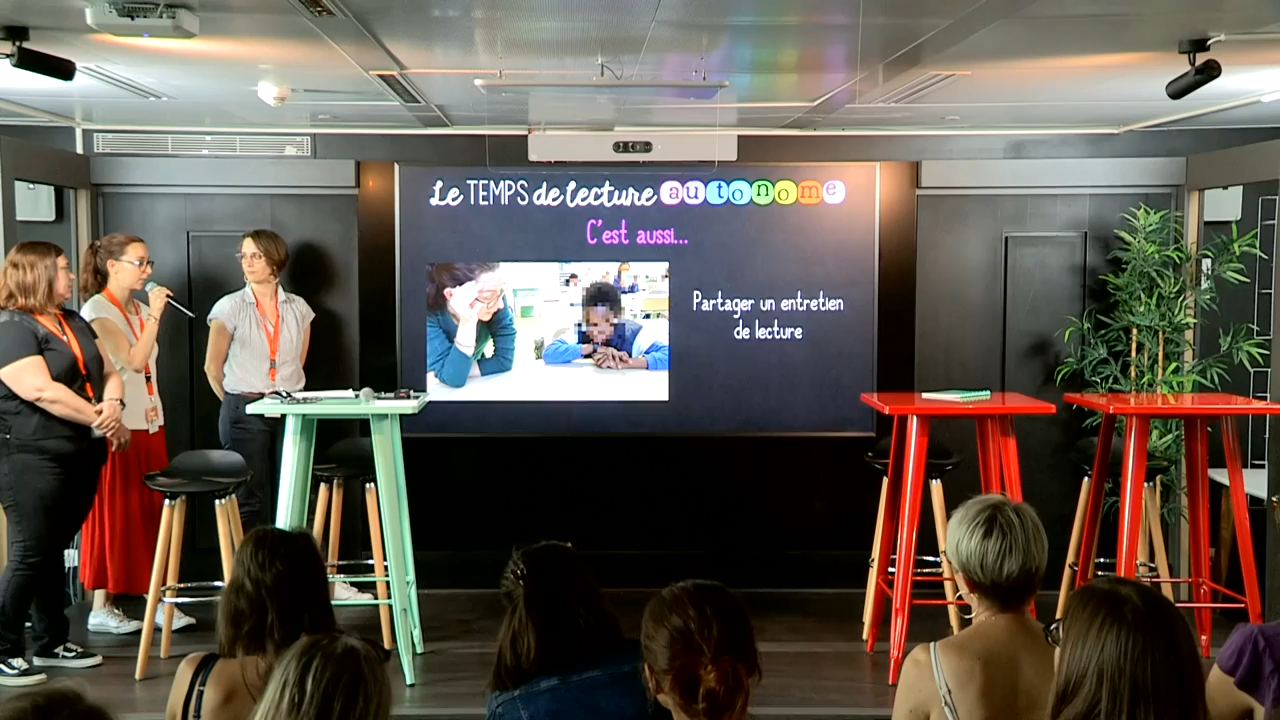 Le TEMPS de lecture autonome
C'est aussi...
Partager un entretien
de lecture